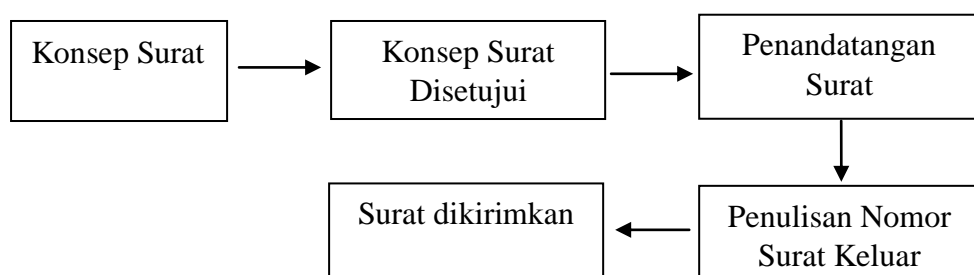 Konsep Surat
Konsep Surat
Disetujui
Penandatangan
Surat
Penulisan Nomor
Surat Keluar
Surat dikirimkan